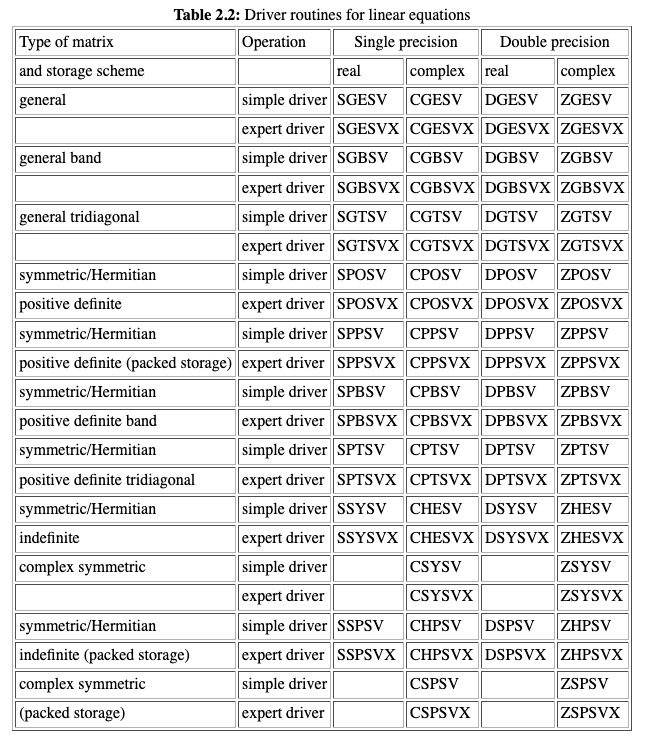 Table 2.2: Driver routines for linear equations
Type of matrix Operation Single precision Double precision
and storage scheme real complex real complex
general simple driver SGESV CGESV DGESV ZGESV
expert driver SGESVX CGESVX DGESVX ZGESVX
general band simple driver SGBSV CGBSV DGBSV ZGBSV
expert driver SGBSVX CGBSVX DGBSVX ZGBSVX
general tridiagonal simple driver SGTSV CGTSV DGTSV ZGTSV
expert driver SGTSVX CGTSVX DGTSVX ZGTSVX
symmetric/Hermitian simple driver SPOSV CPOSV DPOSV ZPOSV
positive definite expert driver SPOSVX CPOSVX DPOSVX ZPOSVX
symmetric/Hermitian simple driver SPPSV CPPSV DPPSV ZPPSV
positive definite (packed storage) expert driver SPPSVX CPPSVX DPPSVX ZPPSVX
symmetric/Hermitian simple driver SPBSV CPBSV DPBSV ZPBSV
positive definite band expert driver SPBSVX CPBSVX DPBSVX ZPBSVX
symmetric/Hermitian simple driver SPTSV CPTSV DPTSV ZPTSV
positive definite tridiagonal expert driver SPTSVX CPTSVX DPTSVX ZPTSVX
symmetric/Hermitian simple driver SSYSV CHESV DSYSV ZHESV
indefinite expert driver SSYSVX CHESVX DSYSVX ZHESVX
complex symmetric simple driver CSYSV ZSYSV
expert driver CSYSVX ZSYSVX
symmetric/Hermitian simple driver SSPSV CHPSV DSPSV ZHPSV
indefinite (packed storage) expert driver SSPSVX CHPSVX DSPSVX ZHPSVX
complex symmetric simple driver CSPSV ZSPSV
(packed storage) expert driver CSPSVX ZSPSVX